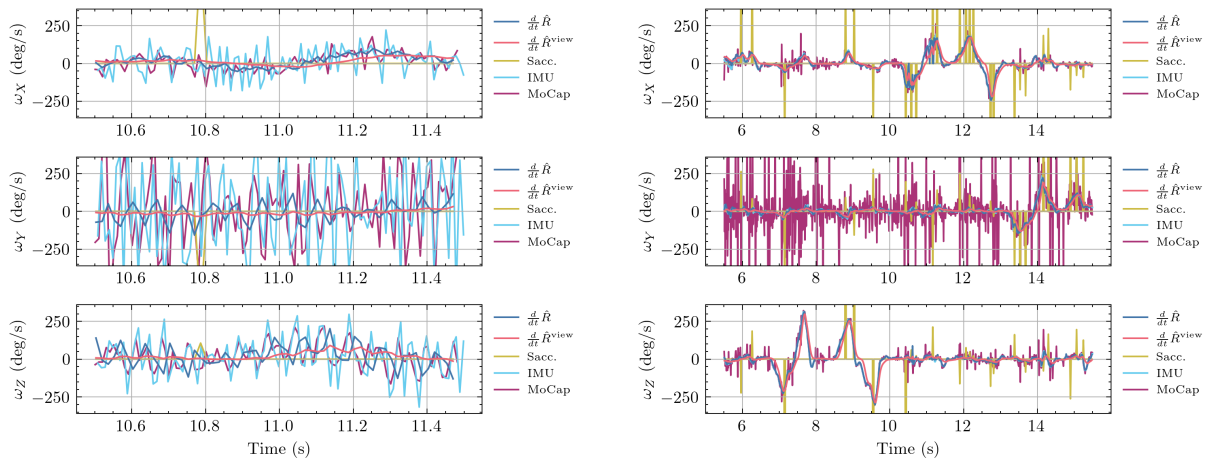 250
0
−250
ω_X (deg/s)
10.6 10.8 11.0 11.2 11.4
d/dt R̂
d/dt R̂^view
Sacc.
IMU
MoCap
250
0
−250
ω_X (deg/s)
6 8 10 12 14
d/dt R̂
d/dt R̂^view
Sacc.
IMU
MoCap
250
0
−250
ω_Y (deg/s)
10.6 10.8 11.0 11.2 11.4
d/dt R̂
d/dt R̂^view
Sacc.
IMU
MoCap
250
0
−250
ω_Y (deg/s)
6 8 10 12 14
d/dt R̂
d/dt R̂^view
Sacc.
IMU
MoCap
250
0
−250
ω_Z (deg/s)
10.6 10.8 11.0 11.2 11.4
Time (s)
d/dt R̂
d/dt R̂^view
Sacc.
IMU
MoCap
250
0
−250
ω_Z (deg/s)
6 8 10 12 14
Time (s)
d/dt R̂
d/dt R̂^view
Sacc.
IMU
MoCap